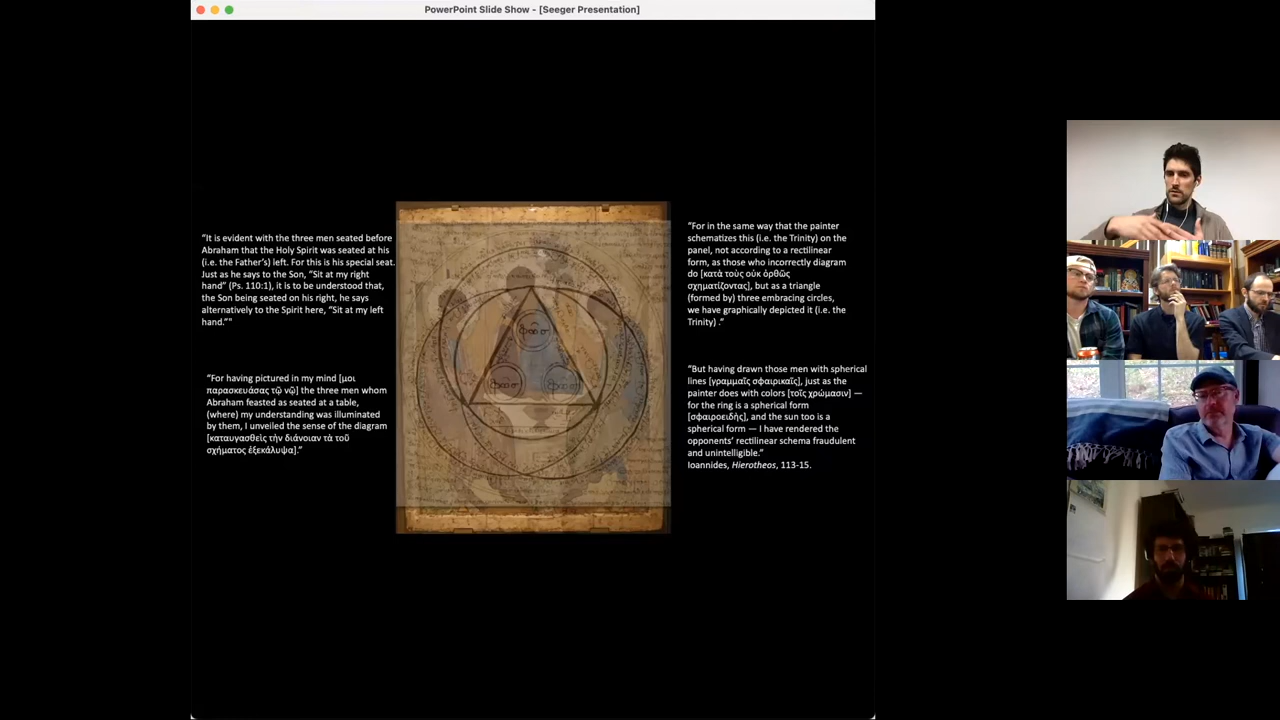 PowerPoint Slide Show - [Seeger Presentation]
“It is evident with the three men seated before
Abraham that the Holy Spirit was seated at his
(i.e. the Father’s) left. For this is his special seat.
Just as he says to the Son, “Sit at my right
hand” (Ps. 110:1), it is to be understood that,
the Son being seated on his right, he says
alternatively to the Spirit here, “Sit at my left
hand.””
“For having pictured in my mind [μοι
παρασκευάσας τῷ νῷ] the three men whom
Abraham feasted as seated at a table,
(where) my understanding was illuminated
by them, I unveiled the sense of the diagram
[καταυγασθεὶς τὴν διάνοιαν τὰ τοῦ
σχήματος ἐξεκάλυψα].”
“For in the same way that the painter
schematizes this (i.e. the Trinity) on the
panel, not according to a rectilinear
form, as those who incorrectly diagram
do [κατὰ τοὺς οὐκ ὀρθῶς
σχηματίζοντας], but as a triangle
(formed by) three embracing circles,
we have graphically depicted it (i.e. the
Trinity) .“
“But having drawn those men with spherical
lines [γραμμαῖς σφαιρικαῖς], just as the
painter does with colors [τοῖς χρώμασιν] —
for the ring is a spherical form
[σφαιροειδὴς], and the sun too is a
spherical form — I have rendered the
opponents’ rectilinear schema fraudulent
and unintelligible.”
Ioannides, Hierotheos, 113-15.